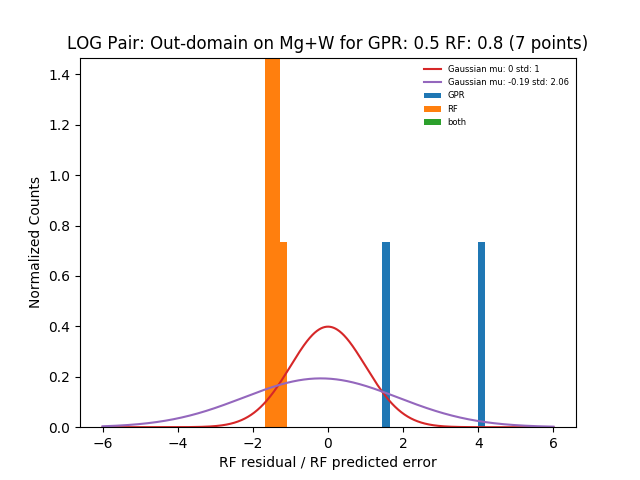 LOG Pair: Out-domain on Mg+W for GPR: 0.5 RF: 0.8 (7 points)
Gaussian mu: 0 std: 1
Gaussian mu: -0.19 std: 2.06
GPR
RF
both
Normalized Counts
1.4
1.2
1.0
0.8
0.6
0.4
0.2
0.0
−6 −4 −2 0 2 4 6
RF residual / RF predicted error